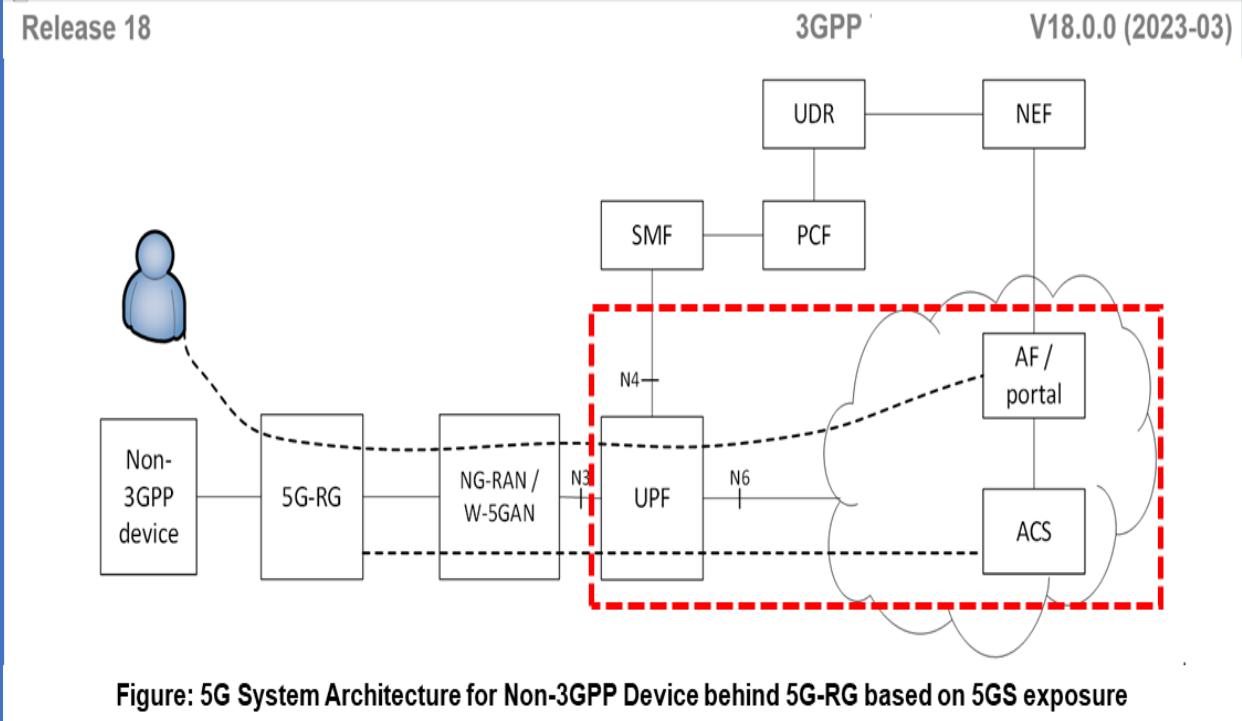 Release 18
3GPP
V18.0.0 (2023-03)
UDR
NEF
SMF
PCF
N4
AF /
portal
Non-
3GPP
device
5G-RG
NG-RAN /
W-5GAN
N3
UPF
N6
ACS
Figure: 5G System Architecture for Non-3GPP Device behind 5G-RG based on 5GS exposure